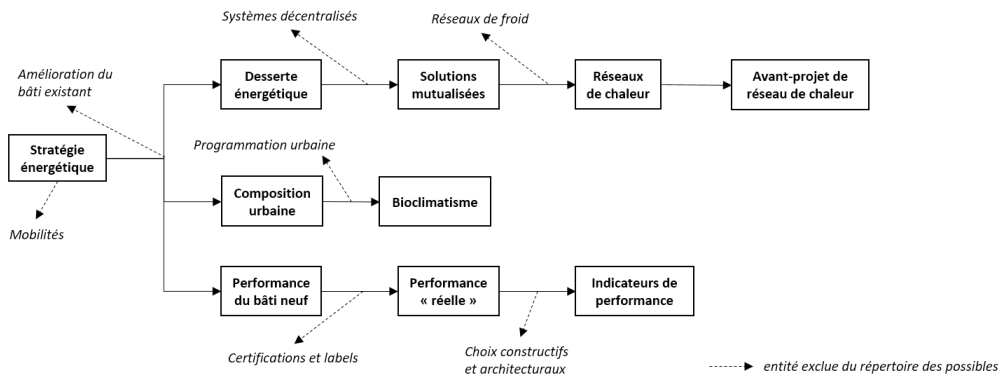 Systèmes décentralisés
Réseaux de froid
Amélioration du
bâti existant
Desserte
énergétique
Solutions
mutualisées
Réseaux
de chaleur
Avant-projet de
réseau de chaleur
Stratégie
énergétique
Programmation urbaine
Composition
urbaine
Bioclimatisme
Mobilités
Performance
du bâti neuf
Performance
« réelle »
Indicateurs de
performance
Certifications et labels
Choix constructifs
et architecturaux
entité exclue du répertoire des possibles